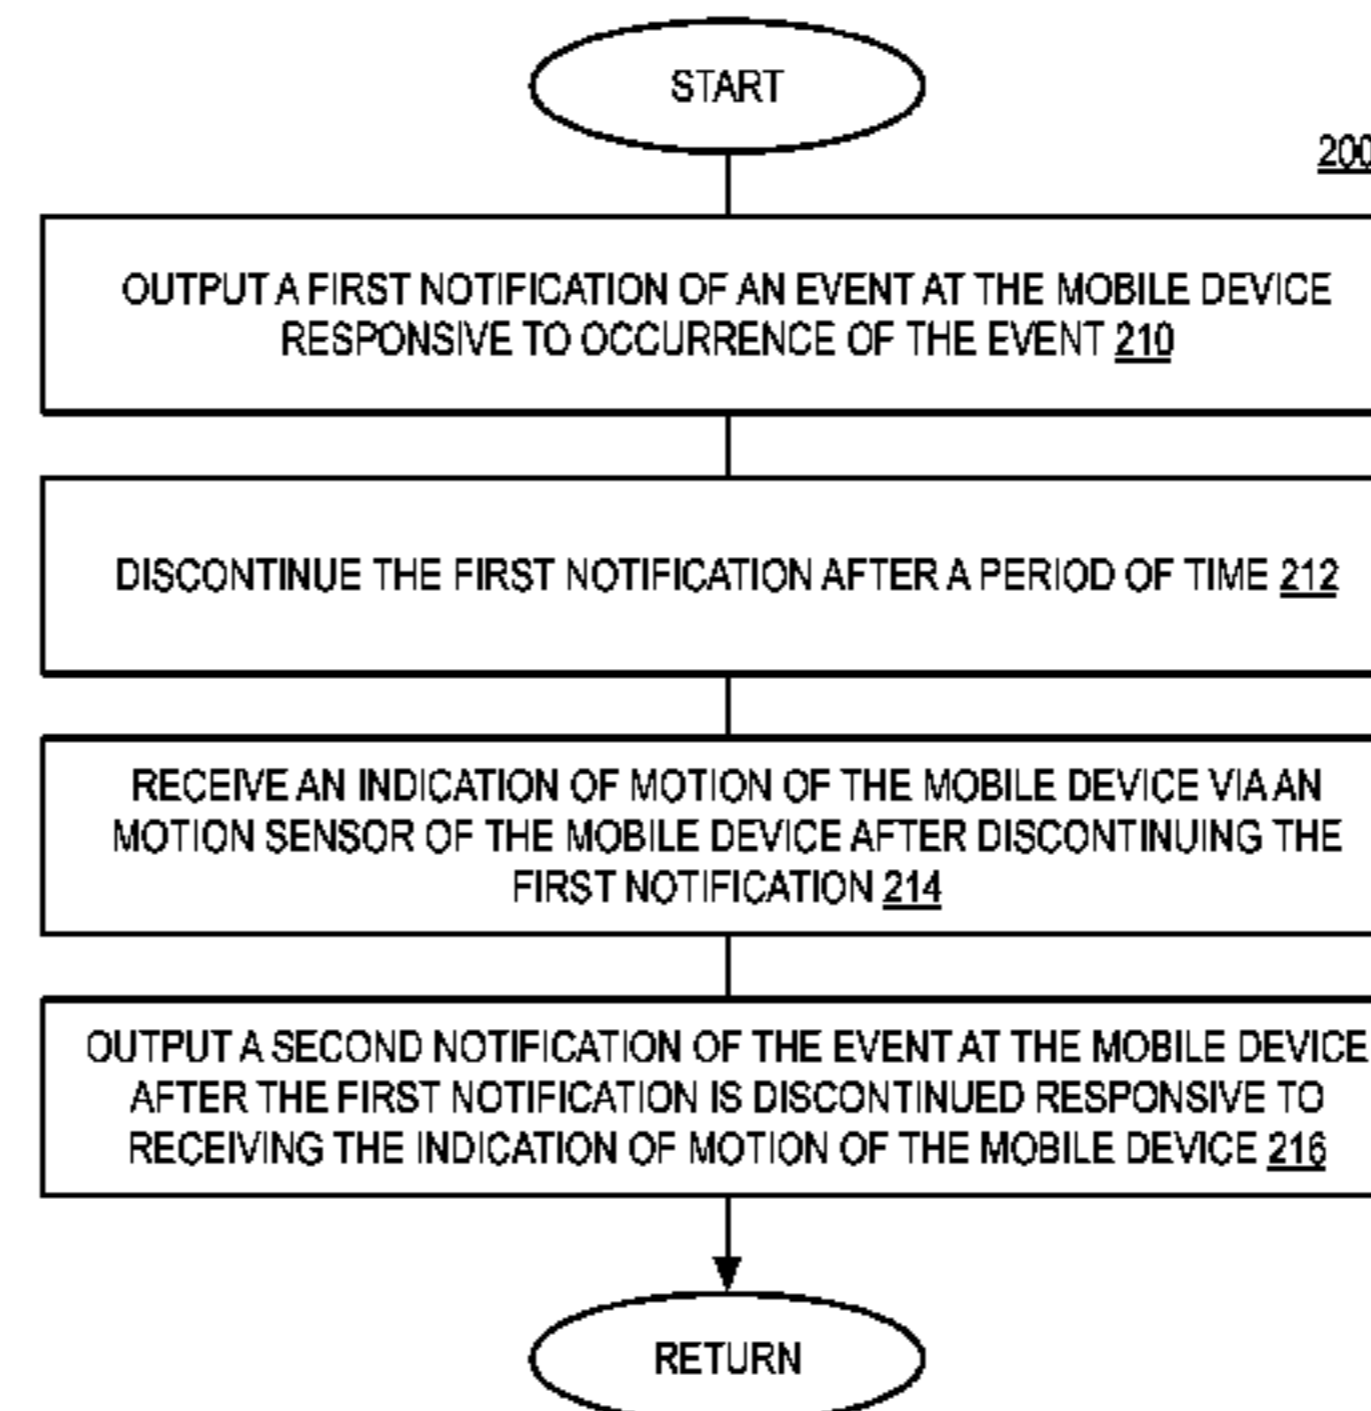 START
200
OUTPUT A FIRST NOTIFICATION OF AN EVENT AT THE MOBILE DEVICE
RESPONSIVE TO OCCURRENCE OF THE EVENT 210
DISCONTINUE THE FIRST NOTIFICATION AFTER A PERIOD OF TIME 212
RECEIVE AN INDICATION OF MOTION OF THE MOBILE DEVICE VIA AN
MOTION SENSOR OF THE MOBILE DEVICE AFTER DISCONTINUING THE
FIRST NOTIFICATION 214
OUTPUT A SECOND NOTIFICATION OF THE EVENT AT THE MOBILE DEVICE
AFTER THE FIRST NOTIFICATION IS DISCONTINUED RESPONSIVE TO
RECEIVING THE INDICATION OF MOTION OF THE MOBILE DEVICE 216
RETURN